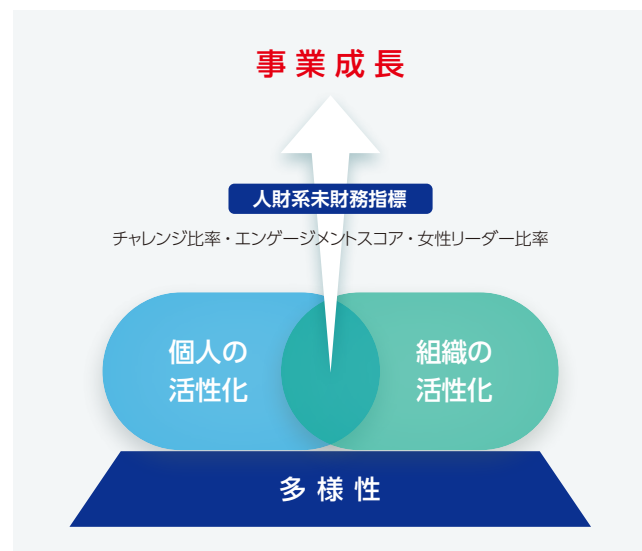 事業成長
人財系未財務指標
チャレンジ比率・エンゲージメントスコア・女性リーダー比率
個人の
活性化
組織の
活性化
多様性